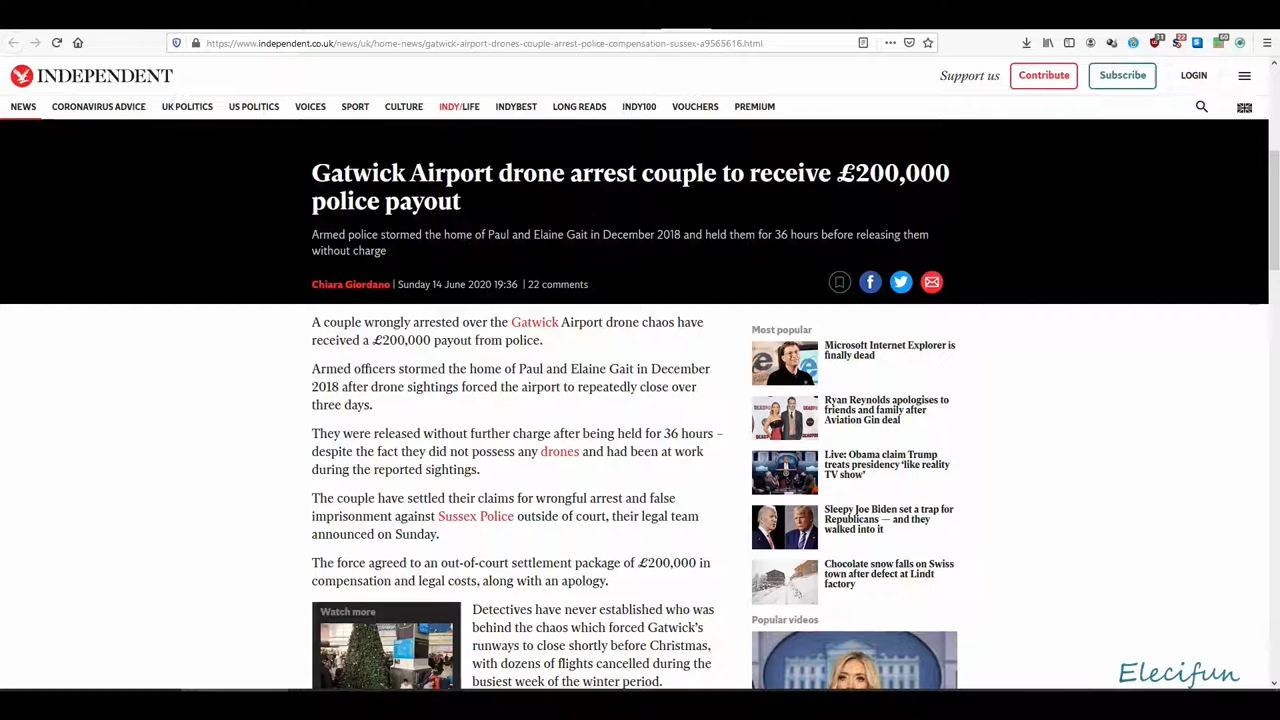 https://www.independent.co.uk/news/uk/home-news/gatwick-airport-drones-couple-arrest-police-compensation-sussex-a9565616.html
INDEPENDENT
Support us
Contribute
Subscribe
LOGIN
NEWS CORONAVIRUS ADVICE UK POLITICS US POLITICS VOICES SPORT CULTURE INDY/LIFE INDYBEST LONG READS INDY100 VOUCHERS PREMIUM
Gatwick Airport drone arrest couple to receive £200,000
police payout
Armed police stormed the home of Paul and Elaine Gait in December 2018 and held them for 36 hours before releasing them
without charge
Chiara Giordano | Sunday 14 June 2020 19:36 | 22 comments
A couple wrongly arrested over the Gatwick Airport drone chaos have
received a £200,000 payout from police.
Armed officers stormed the home of Paul and Elaine Gait in December
2018 after drone sightings forced the airport to repeatedly close over
three days.
They were released without further charge after being held for 36 hours –
despite the fact they did not possess any drones and had been at work
during the reported sightings.
The couple have settled their claims for wrongful arrest and false
imprisonment against Sussex Police outside of court, their legal team
announced on Sunday.
The force agreed to an out-of-court settlement package of £200,000 in
compensation and legal costs, along with an apology.
Watch more
Detectives have never established who was
behind the chaos which forced Gatwick's
runways to close shortly before Christmas,
with dozens of flights cancelled during the
busiest week of the winter period.
Most popular
Microsoft Internet Explorer is
finally dead
Ryan Reynolds apologises to
friends and family after
Aviation Gin deal
Live: Obama claim Trump
treats presidency 'like reality
TV show'
Sleepy Joe Biden set a trap for
Republicans — and they
walked into it
Chocolate snow falls on Swiss
town after defect at Lindt
factory
Popular videos
Elecifun